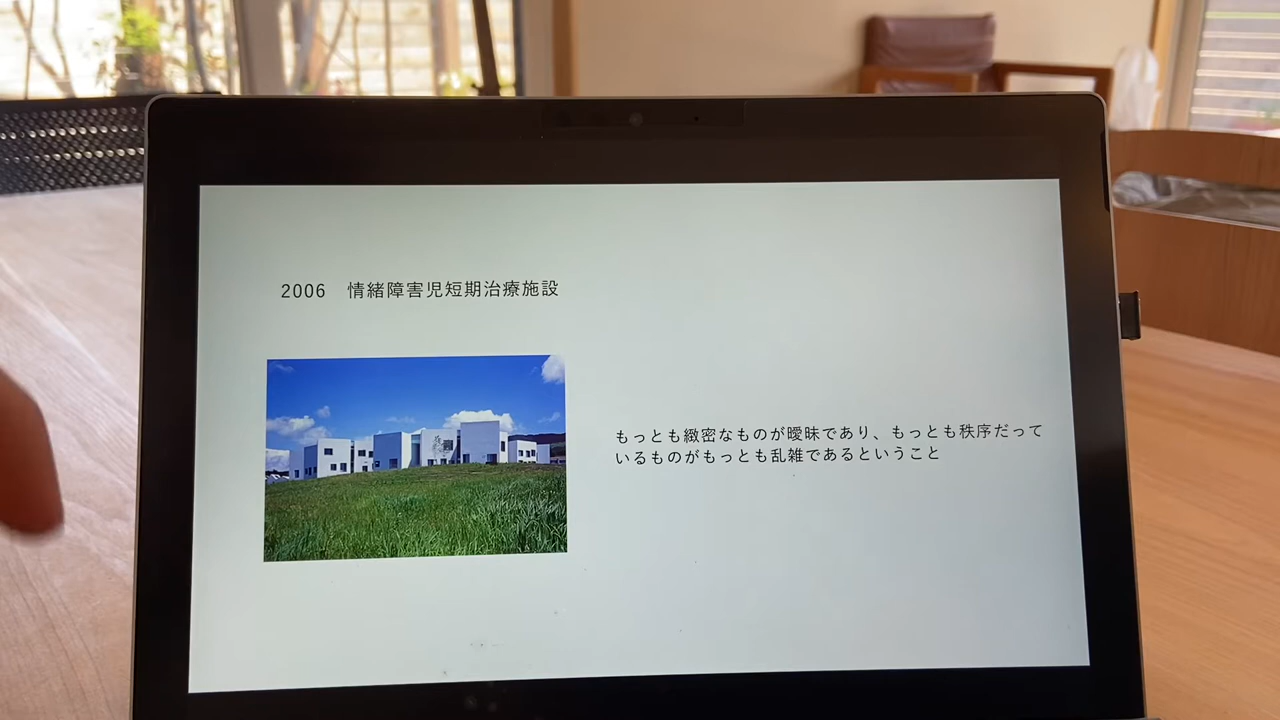 2006　情緒障害児短期治療施設
もっとも緻密なものが曖昧であり、もっとも秩序だって
いるものがもっとも乱雑であるということ